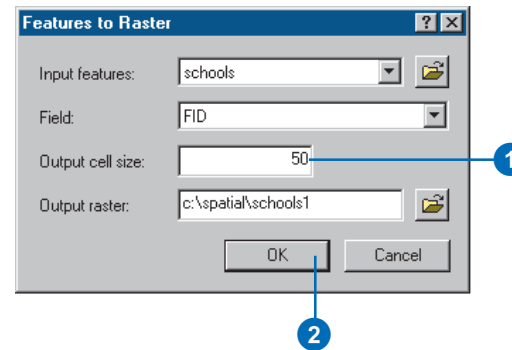 Features to Raster
Input features: schools
Field: FID
Output cell size: 50
1
Output raster: c:\spatial\schools1
OK Cancel
2